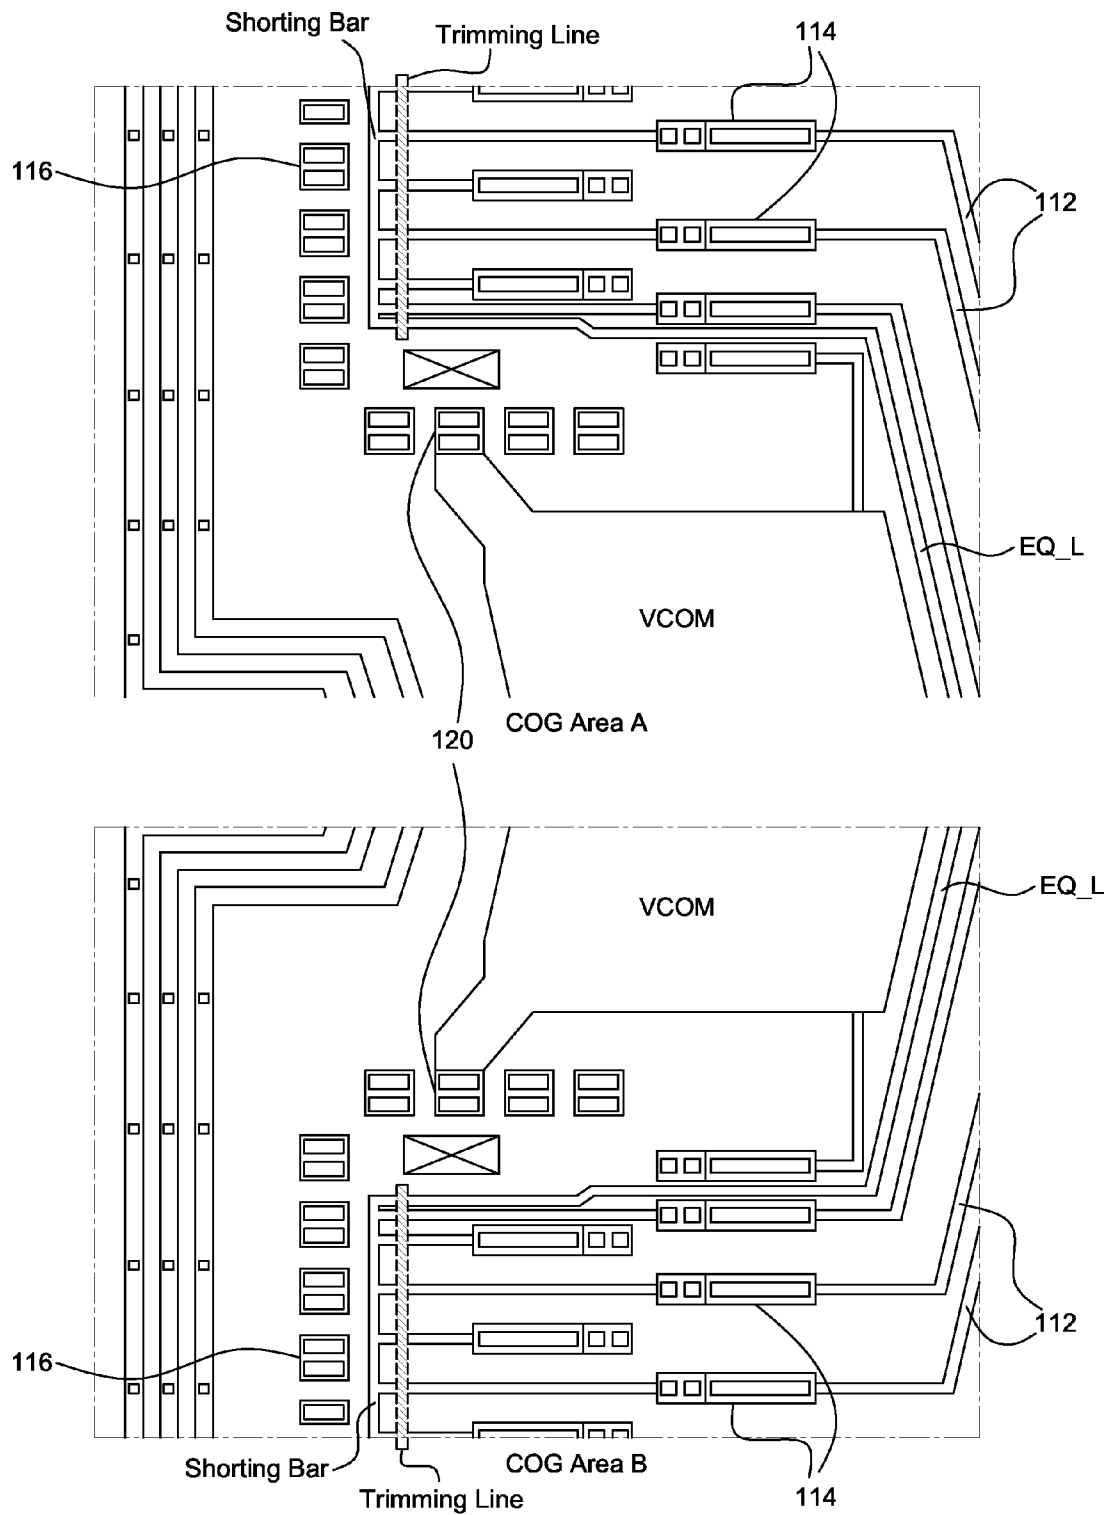 Shorting Bar
Trimming Line
114
116
112
EQ_L
VCOM
COG Area A
120
VCOM
EQ_L
112
116
Shorting Bar
COG Area B
Trimming Line
114